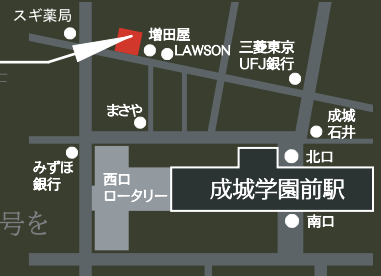 スギ薬局
増田屋
LAWSON
三菱東京
UFJ銀行
まさや
成城
石井
みずほ
銀行
西口
ロータリー
北口
成城学園前駅
南口
号を